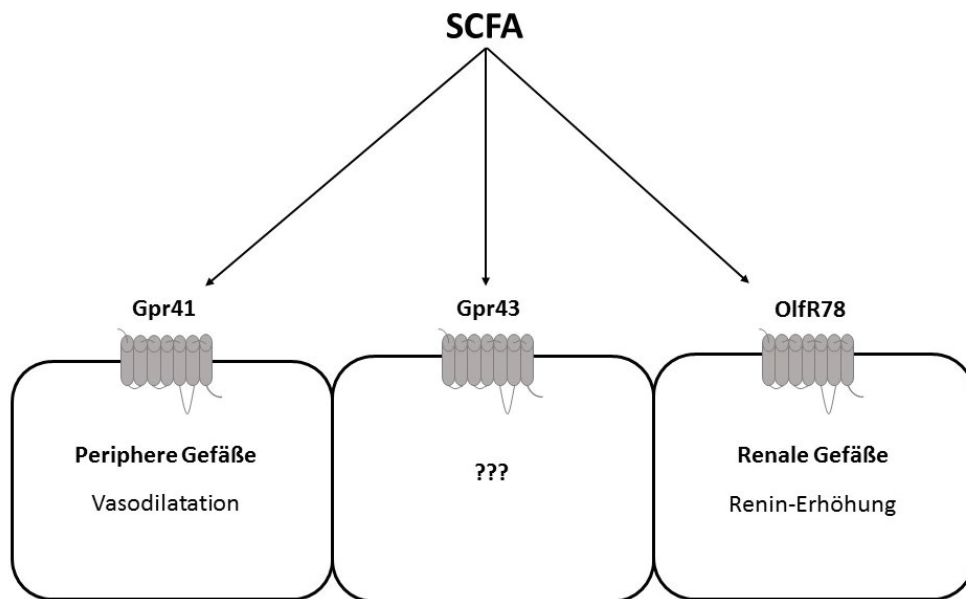 SCFA
Gpr41
Gpr43
OlfR78
Periphere Gefäße
Vasodilatation
???
Renale Gefäße
Renin-Erhöhung